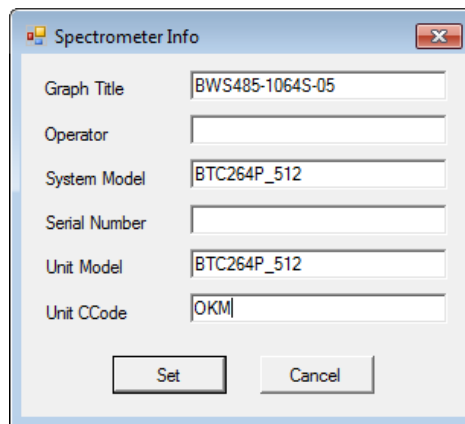 Spectrometer Info
Graph Title BWS485-1064S-05
Operator
System Model BTC264P_512
Serial Number
Unit Model BTC264P_512
Unit CCode OKM
Set Cancel